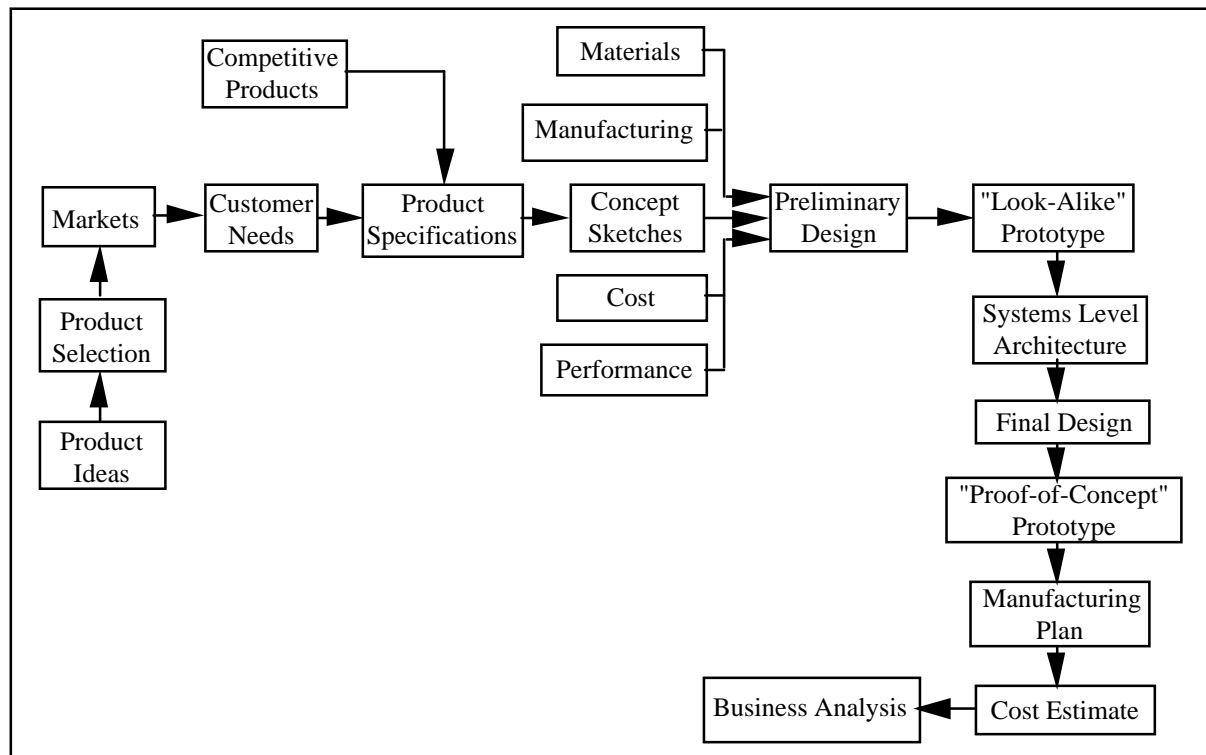 Competitive
Products
Materials
Manufacturing
Markets
Customer
Needs
Product
Specifications
Concept
Sketches
Preliminary
Design
"Look-Alike"
Prototype
Product
Selection
Cost
Performance
Systems Level
Architecture
Product
Ideas
Final Design
"Proof-of-Concept"
Prototype
Manufacturing
Plan
Business Analysis
Cost Estimate